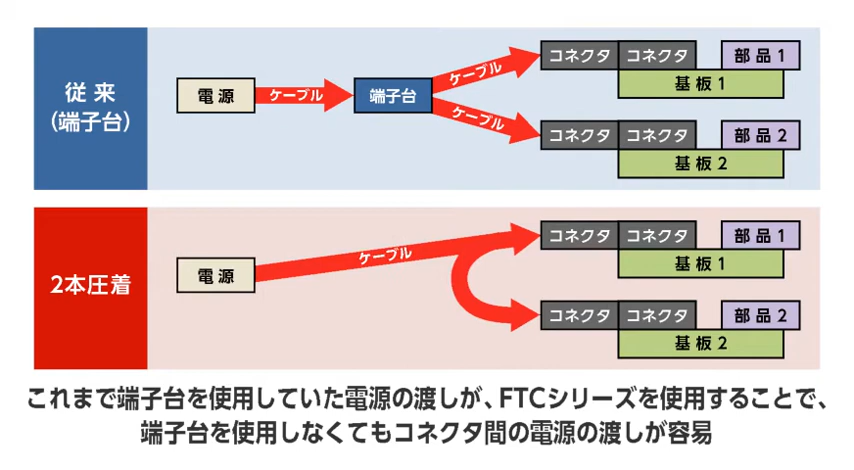 従来
(端子台)
電源
ケーブル
端子台
ケーブル
ケーブル
コネクタ
コネクタ
部品1
基板1
コネクタ
コネクタ
部品2
基板2
2本圧着
電源
ケーブル
コネクタ
コネクタ
部品1
基板1
コネクタ
コネクタ
部品2
基板2
これまで端子台を使用していた電源の渡しが、FTCシリーズを使用することで、
端子台を使用しなくてもコネクタ間の電源の渡しが容易